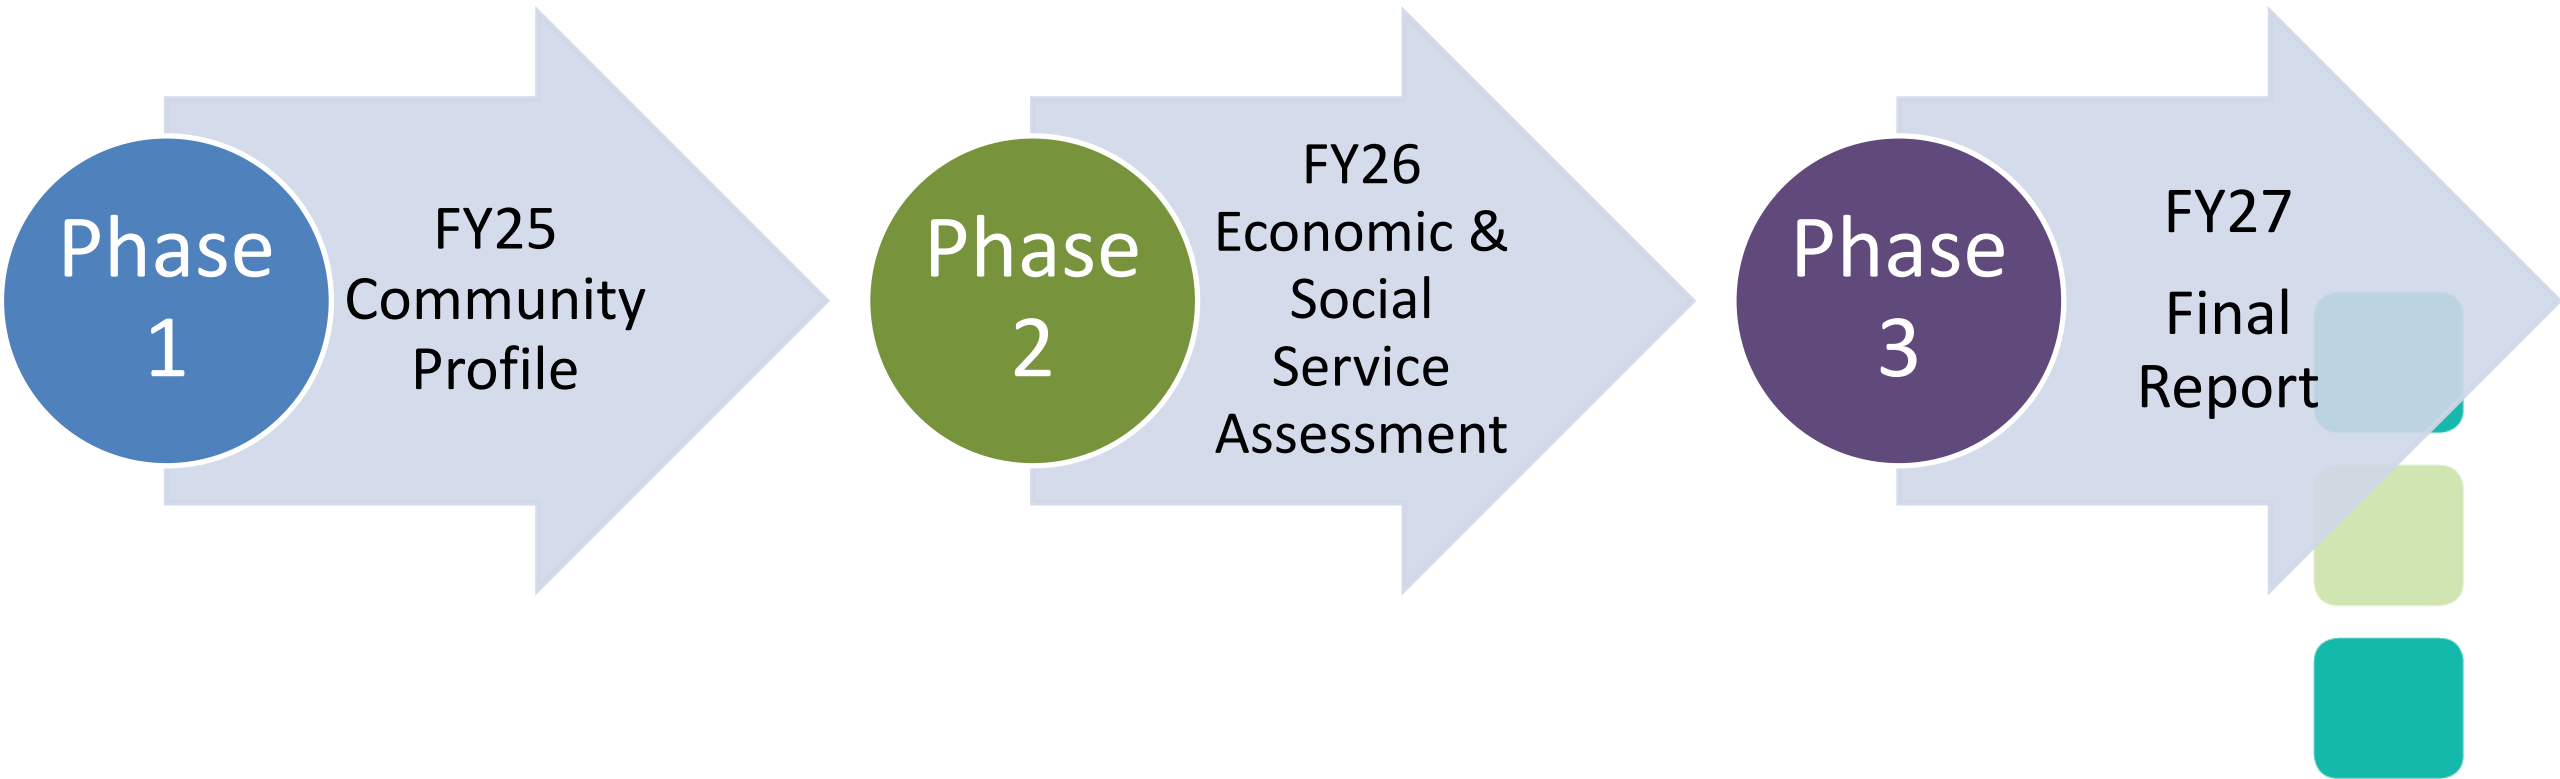 Phase
1
FY25
Community
Profile
Phase
2
FY26
Economic &
Social
Service
Assessment
Phase
3
FY27
Final
Report